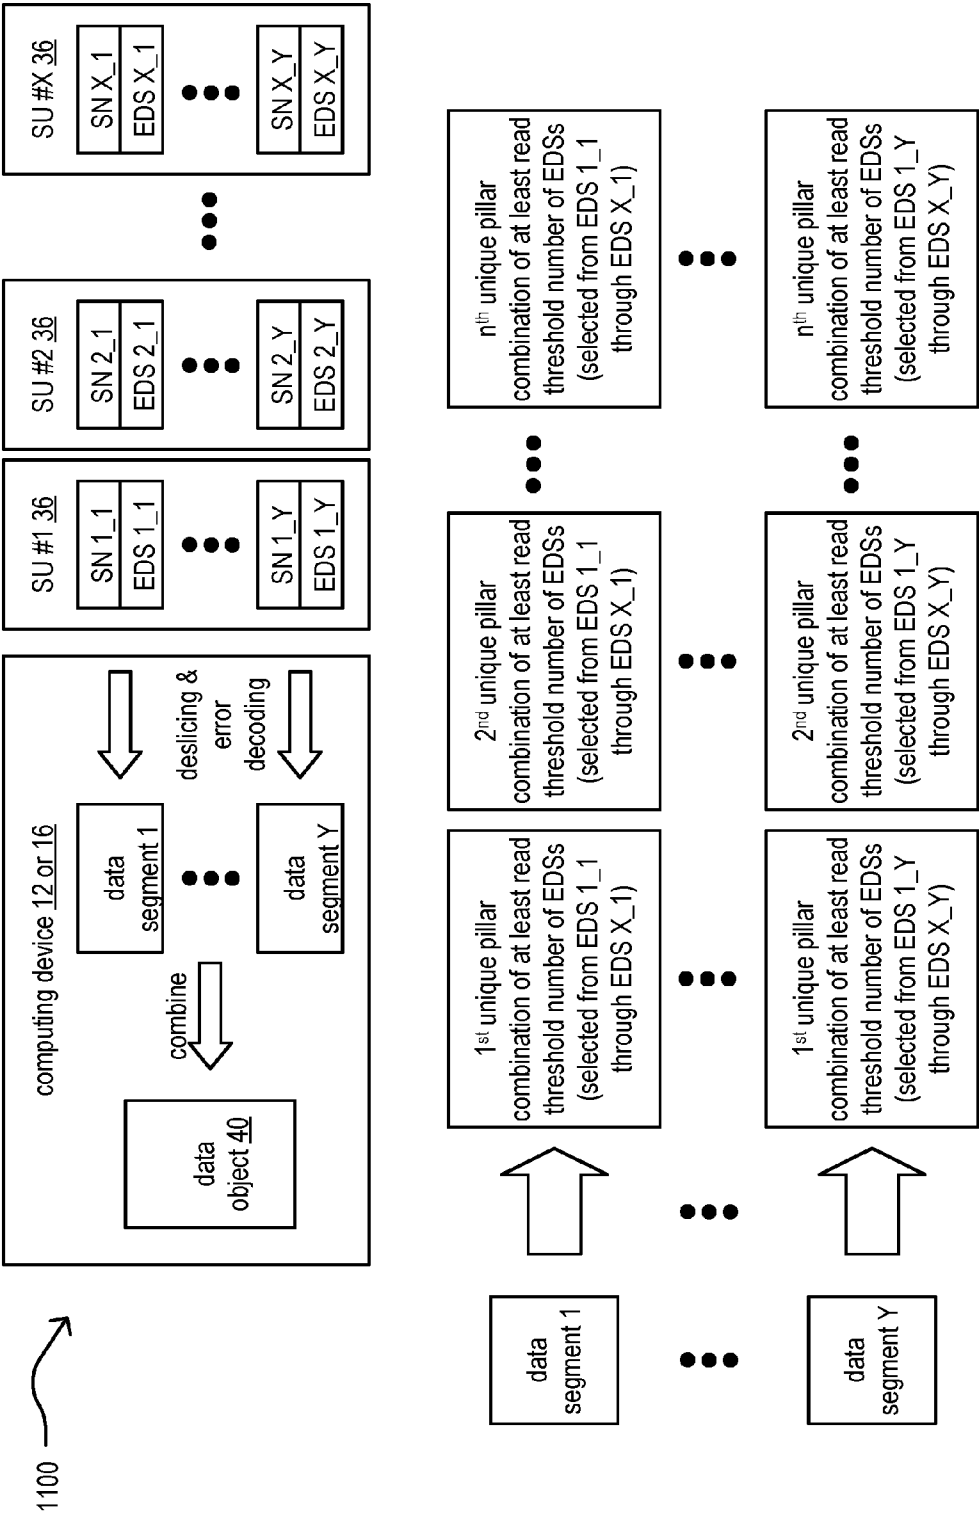 1100
computing device 12 or 16
data
object 40
combine
data
segment 1
data
segment Y
deslicing &
error
decoding
SU #1 36
SN 1_1
EDS 1_1
SN 1_Y
EDS 1_Y
SU #2 36
SN 2_1
EDS 2_1
SN 2_Y
EDS 2_Y
SU #X 36
SN X_1
EDS X_1
SN X_Y
EDS X_Y
data
segment 1
1st unique pillar
combination of at least read
threshold number of EDSs
(selected from EDS 1_1
through EDS X_1)
2nd unique pillar
combination of at least read
threshold number of EDSs
(selected from EDS 1_1
through EDS X_1)
nth unique pillar
combination of at least read
threshold number of EDSs
(selected from EDS 1_1
through EDS X_1)
data
segment Y
1st unique pillar
combination of at least read
threshold number of EDSs
(selected from EDS 1_Y
through EDS X_Y)
2nd unique pillar
combination of at least read
threshold number of EDSs
(selected from EDS 1_Y
through EDS X_Y)
nth unique pillar
combination of at least read
threshold number of EDSs
(selected from EDS 1_Y
through EDS X_Y)